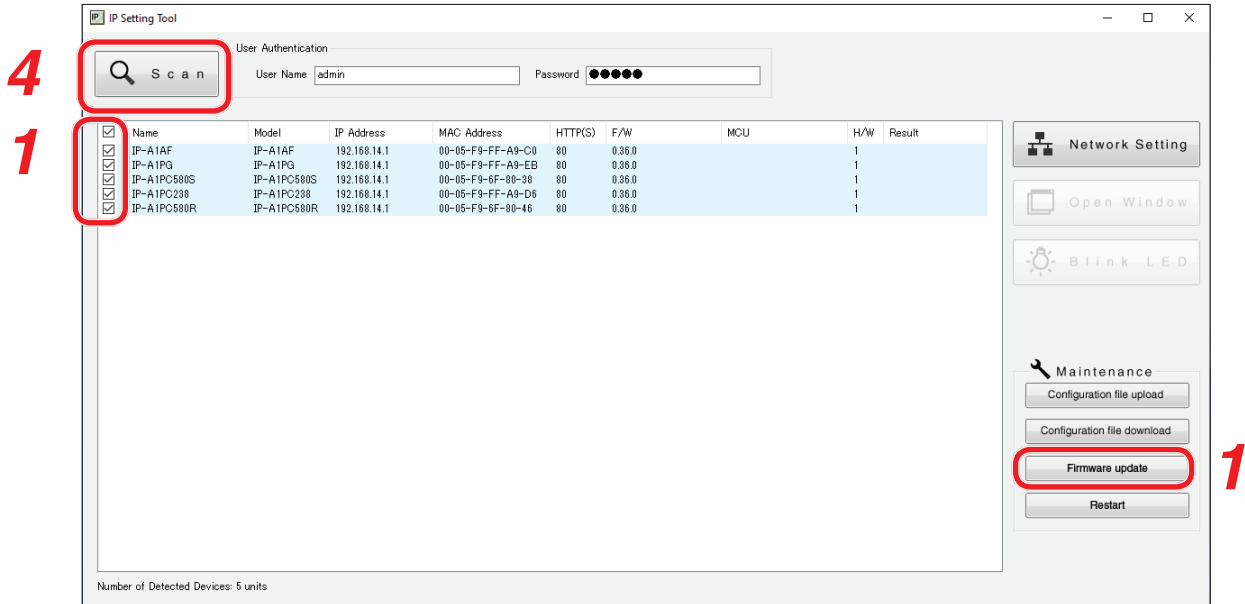 IP IP Setting Tool
4
Scan
User Authentication
User Name admin Password ●●●●●
1
Name Model IP Address MAC Address HTTP(S) F/W MCU H/W Result
IP-A1AF IP-A1AF 192.168.14.1 00-05-F9-FF-A9-C0 80 0.36.0 1
IP-A1PG IP-A1PG 192.168.14.1 00-05-F9-FF-A9-EB 80 0.36.0 1
IP-A1PC580S IP-A1PC580S 192.168.14.1 00-05-F9-6F-80-38 80 0.36.0 1
IP-A1PC238 IP-A1PC238 192.168.14.1 00-05-F9-FF-A9-D6 80 0.36.0 1
IP-A1PC580R IP-A1PC580R 192.168.14.1 00-05-F9-6F-80-46 80 0.36.0 1
Network Setting
Open Window
Blink LED
Maintenance
Configuration file upload
Configuration file download
Firmware update
1
Restart
Number of Detected Devices: 5 units